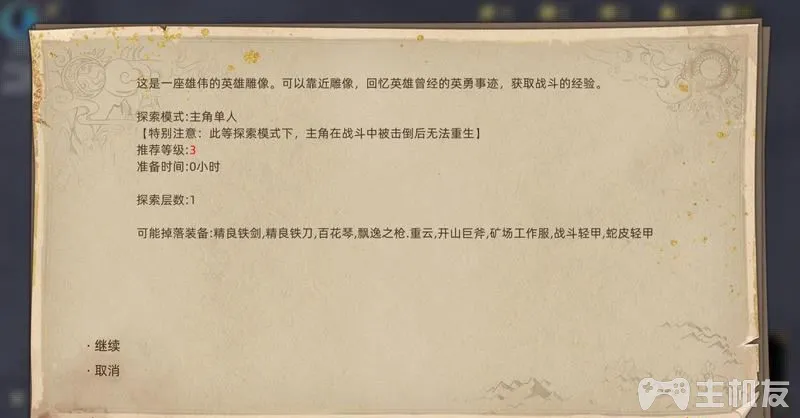 这是一座雄伟的英雄雕像。可以靠近雕像，回忆英雄曾经的英勇事迹，获取战斗的经验。
探索模式:主角单人
【特别注意：此等探索模式下，主角在战斗中被击倒后无法重生】
推荐等级:3
准备时间:0小时
探索层数:1
可能掉落装备:精良铁剑,精良铁刀,百花琴,飘逸之枪.重云,开山巨斧,矿场工作服,战斗轻甲,蛇皮轻甲
· 继续
· 取消
主机友